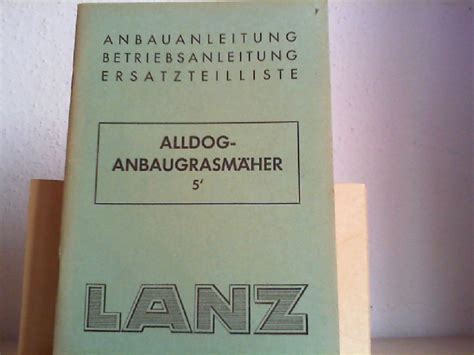 ANBAUANLEITUNG
BETRIEBSANLEITUNG
ERSATZTEILLISTE
ALLDOG-
ANBAUGRASMÄHER
5'
LANZ